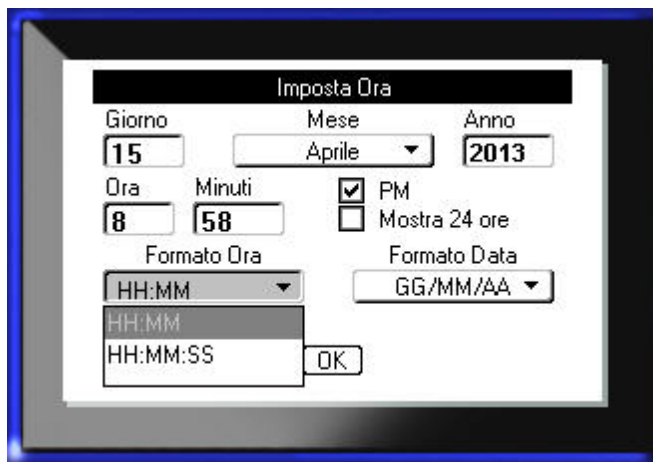 Imposta Ora
Giorno Mese Anno
15 Aprile 2013
Ora Minuti PM
8 58 Mostra 24 ore
Formato Ora Formato Data
HH:MM GG/MM/AA
HH:MM
HH:MM:SS
OK